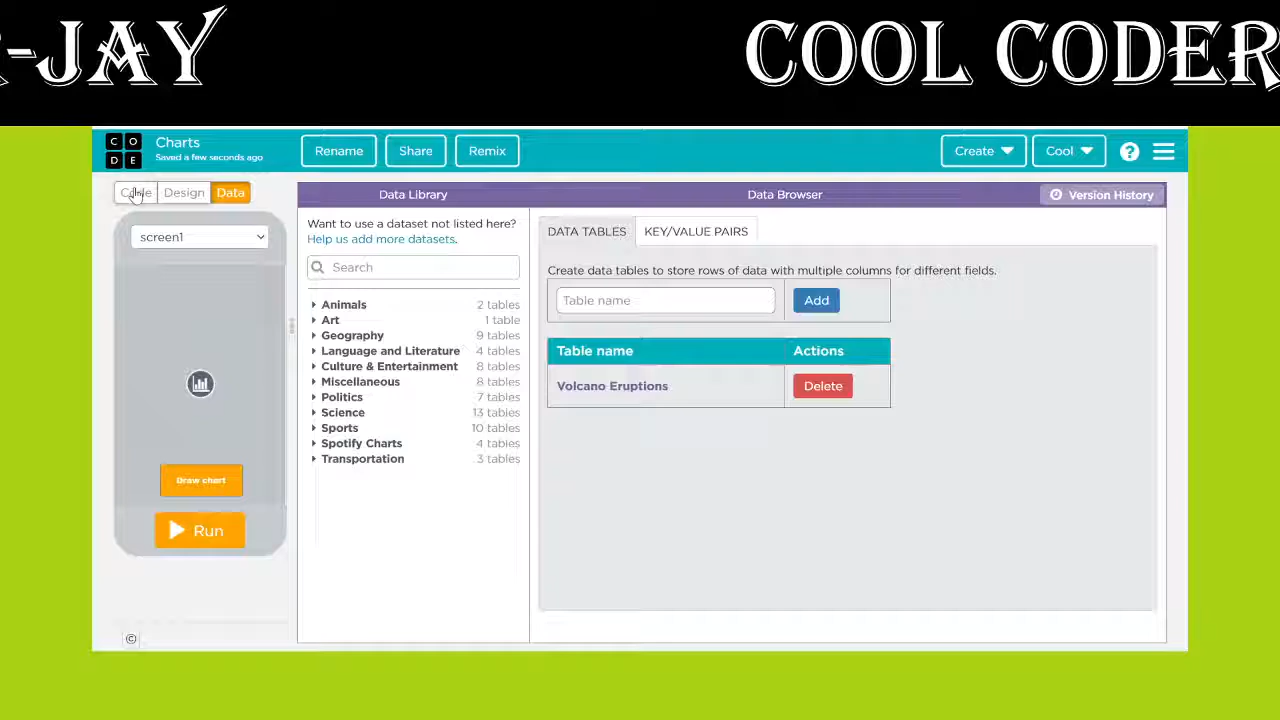 -JAY COOL CODER
CODE
Charts
Saved a few seconds ago
Rename
Share
Remix
Create
Cool
?
Design
Data
Data Library
Data Browser
Version History
screen1
Want to use a dataset not listed here?
Help us add more datasets.
Search
Animals 2 tables
Art 1 table
Geography 9 tables
Language and Literature 4 tables
Culture & Entertainment 8 tables
Miscellaneous 8 tables
Politics 7 tables
Science 13 tables
Sports 10 tables
Spotify Charts 4 tables
Transportation 3 tables
DATA TABLES
KEY/VALUE PAIRS
Create data tables to store rows of data with multiple columns for different fields.
Table name
Add
Table name Actions
Volcano Eruptions Delete
Draw chart
Run
©